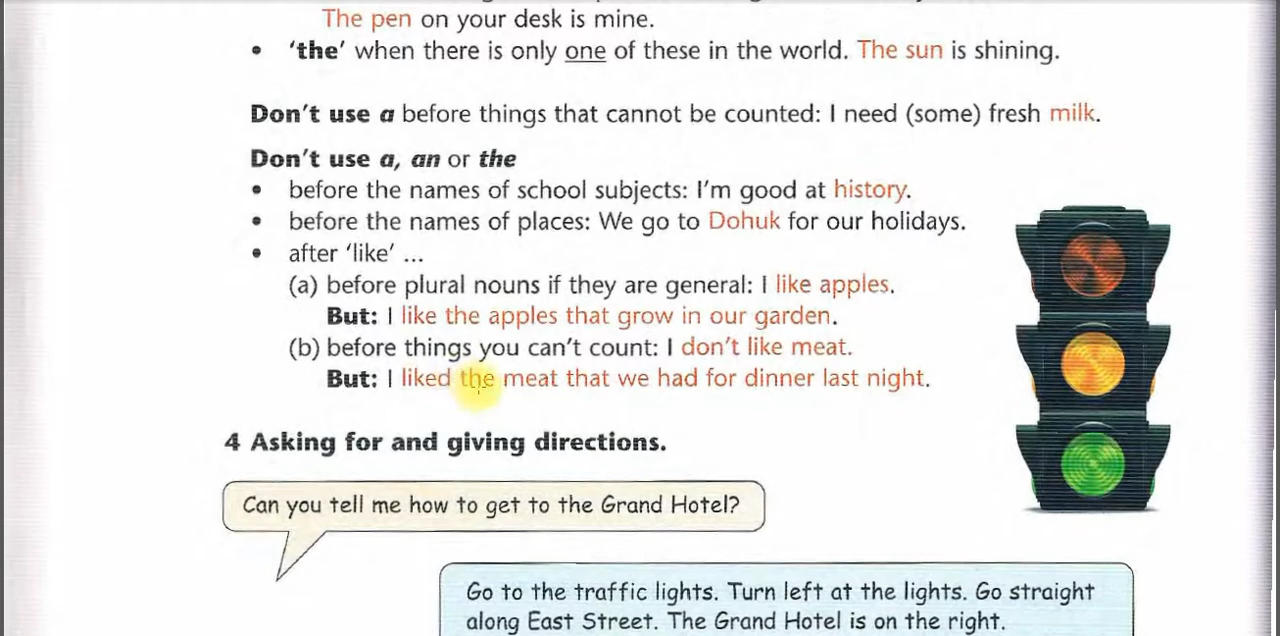 The pen on your desk is mine.
• 'the' when there is only one of these in the world. The sun is shining.
Don't use a before things that cannot be counted: I need (some) fresh milk.
Don't use a, an or the
• before the names of school subjects: I'm good at history.
• before the names of places: We go to Dohuk for our holidays.
• after 'like' ...
(a) before plural nouns if they are general: I like apples.
But: I like the apples that grow in our garden.
(b) before things you can't count: I don't like meat.
But: I liked the meat that we had for dinner last night.
4 Asking for and giving directions.
Can you tell me how to get to the Grand Hotel?
Go to the traffic lights. Turn left at the lights. Go straight
along East Street. The Grand Hotel is on the right.